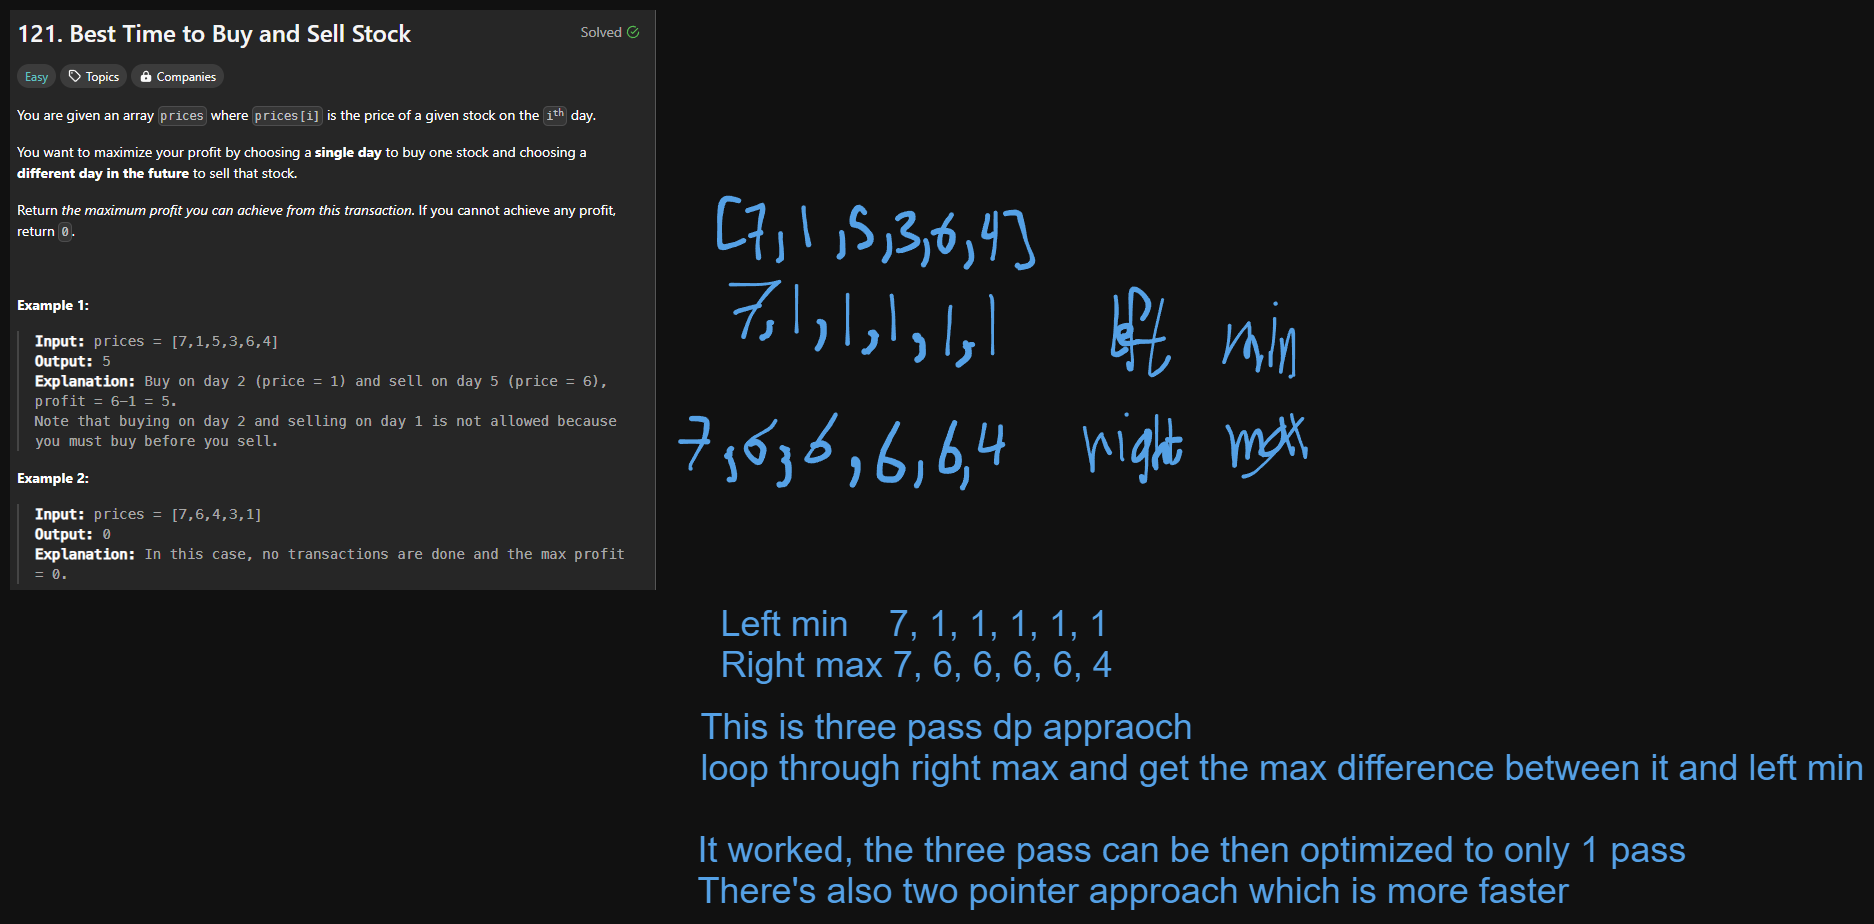 121. Best Time to Buy and Sell Stock
Solved
Easy
Topics
Companies
You are given an array prices where prices[i] is the price of a given stock on the ith day.
You want to maximize your profit by choosing a single day to buy one stock and choosing a
different day in the future to sell that stock.
Return the maximum profit you can achieve from this transaction. If you cannot achieve any profit,
return 0.
Example 1:
Input: prices = [7,1,5,3,6,4]
Output: 5
Explanation: Buy on day 2 (price = 1) and sell on day 5 (price = 6),
profit = 6-1 = 5.
Note that buying on day 2 and selling on day 1 is not allowed because
you must buy before you sell.
Example 2:
Input: prices = [7,6,4,3,1]
Output: 0
Explanation: In this case, no transactions are done and the max profit
= 0.
[7,1,5,3,6,4]
7,1,1,1,1,1 left min
7,6,6,6,6,4 right max
Left min 7, 1, 1, 1, 1, 1
Right max 7, 6, 6, 6, 6, 4
This is three pass dp appraoch
loop through right max and get the max difference between it and left min
It worked, the three pass can be then optimized to only 1 pass
There's also two pointer approach which is more faster